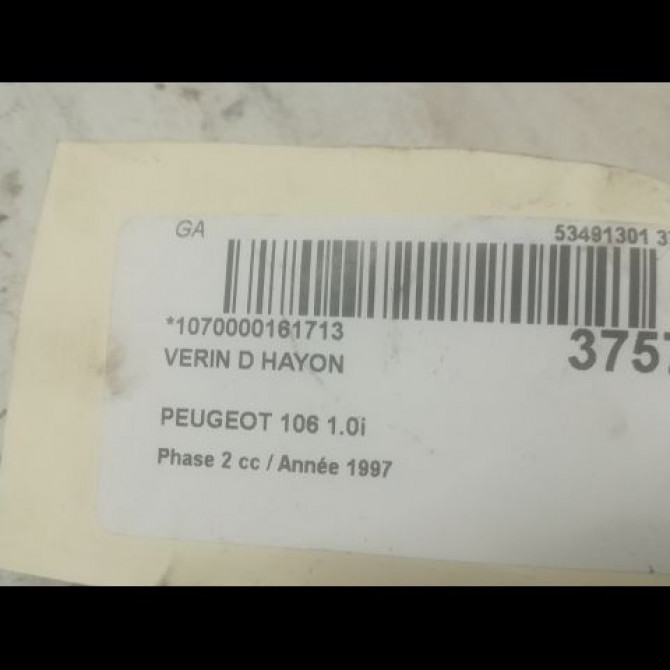 GA
53491301
*1070000161713
VERIN D HAYON
PEUGEOT 106 1.0i
Phase 2 cc / Année 1997